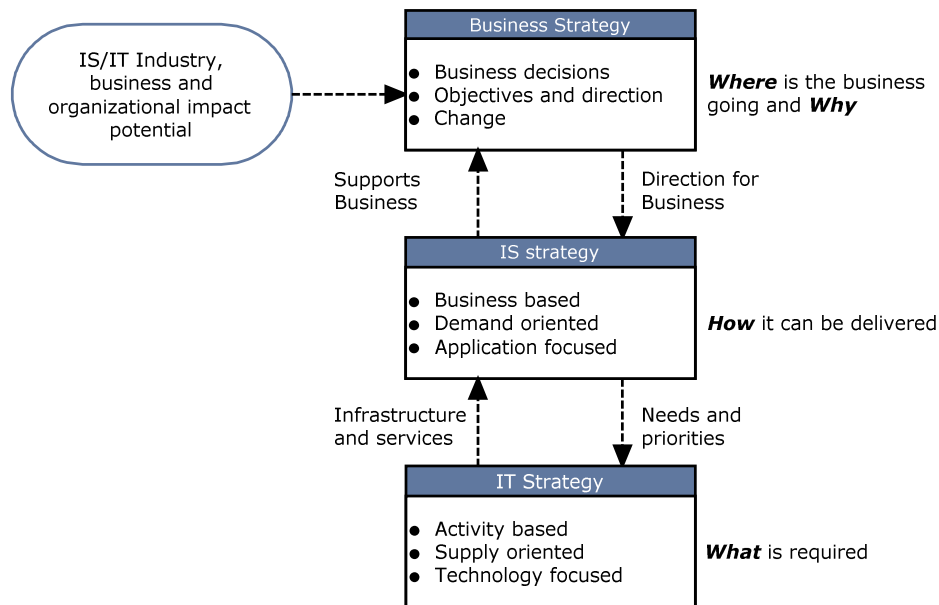 Business Strategy
IS/IT Industry,
business and
organizational impact
potential
● Business decisions
● Objectives and direction
● Change
Where is the business
going and Why
Supports
Business
Direction for
Business
IS strategy
● Business based
● Demand oriented
● Application focused
How it can be delivered
Infrastructure
and services
Needs and
priorities
IT Strategy
● Activity based
● Supply oriented
● Technology focused
What is required